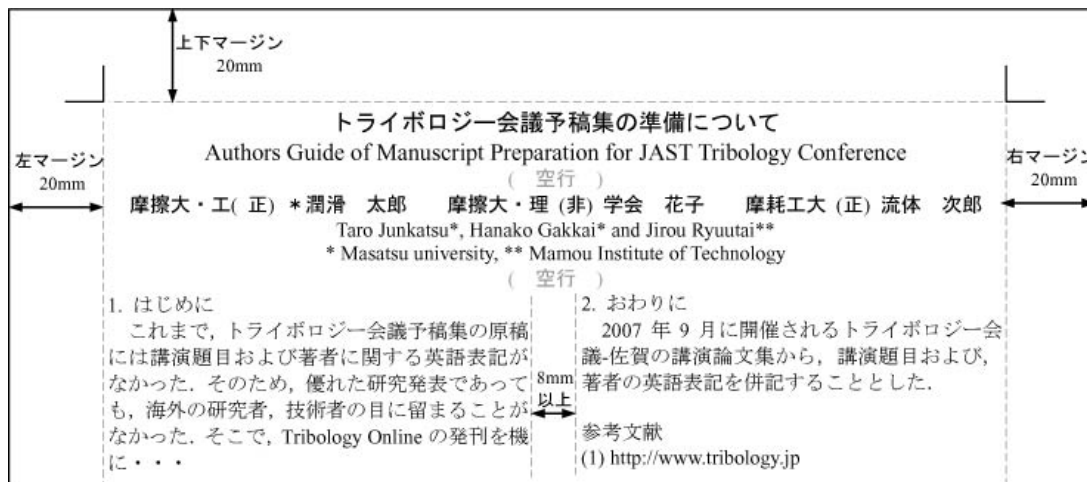 上下マージン
20mm
トライボロジー会議予稿集の準備について
Authors Guide of Manuscript Preparation for JAST Tribology Conference
( 空行 )
左マージン
20mm
右マージン
20mm
摩擦大・工( 正) *潤滑 太郎 摩擦大・理 (非) 学会 花子 摩耗工大 (正) 流体 次郎
Taro Junkatsu*, Hanako Gakkai* and Jirou Ryuutai**
* Masatsu university, ** Mamou Institute of Technology
( 空行 )
1. はじめに
これまで, トライボロジー会議予稿集の原稿
には講演題目および著者に関する英語表記が
なかった. そのため, 優れた研究発表であって
も, 海外の研究者, 技術者の目に留まることが
なかった. そこで, Tribology Online の発刊を機
に・・・
8mm
以上
2. おわりに
2007 年 9 月に開催されるトライボロジー会
議-佐賀の講演論文集から, 講演題目および,
著者の英語表記を併記することとした.
参考文献
(1) http://www.tribology.jp